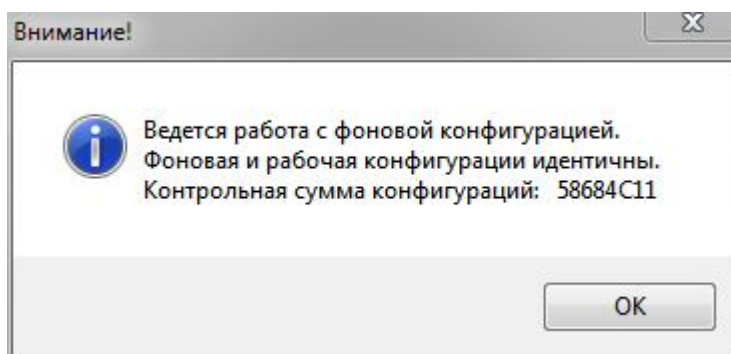 Внимание!
Ведется работа с фоновой конфигурацией.
Фоновая и рабочая конфигурации идентичны.
Контрольная сумма конфигураций: 58684C11
OK